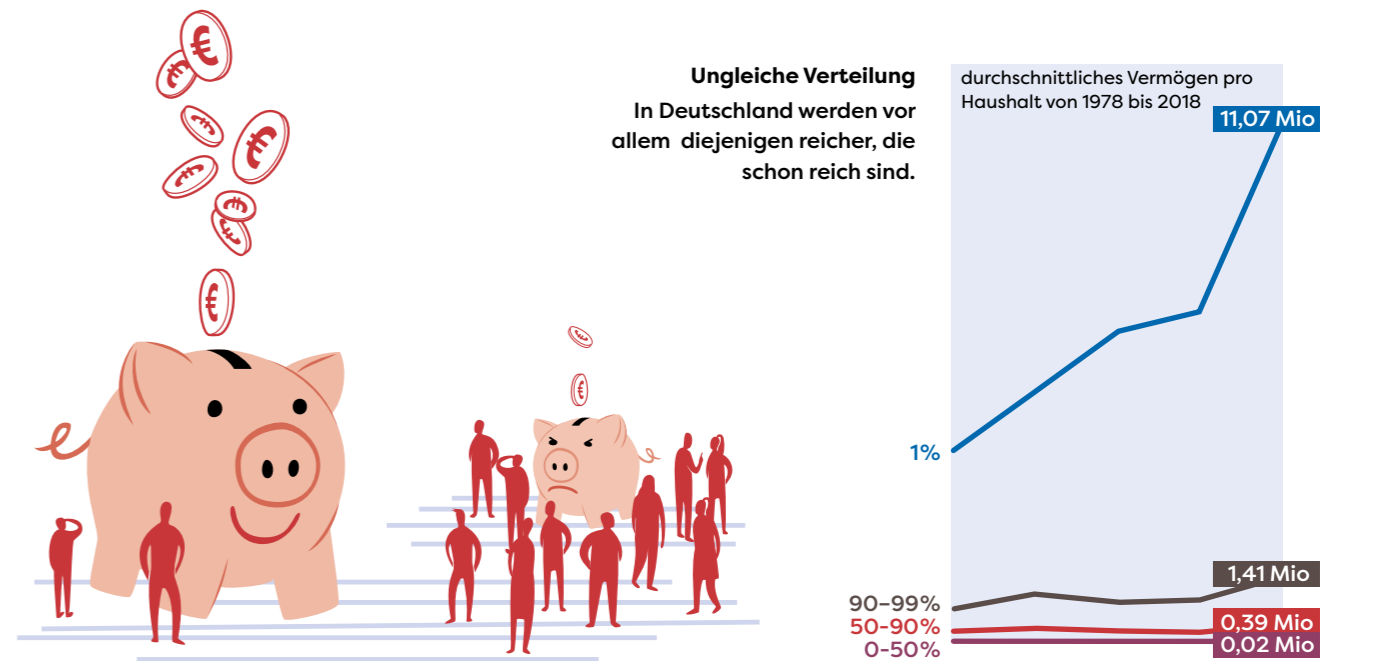 Ungleiche Verteilung
In Deutschland werden vor
allem diejenigen reicher, die
schon reich sind.
durchschnittliches Vermögen pro
Haushalt von 1978 bis 2018
11,07 Mio
1%
1,41 Mio
90–99%
50-90%
0,39 Mio
0-50%
0,02 Mio
€
€
€
€
€
€
€
€
€
€